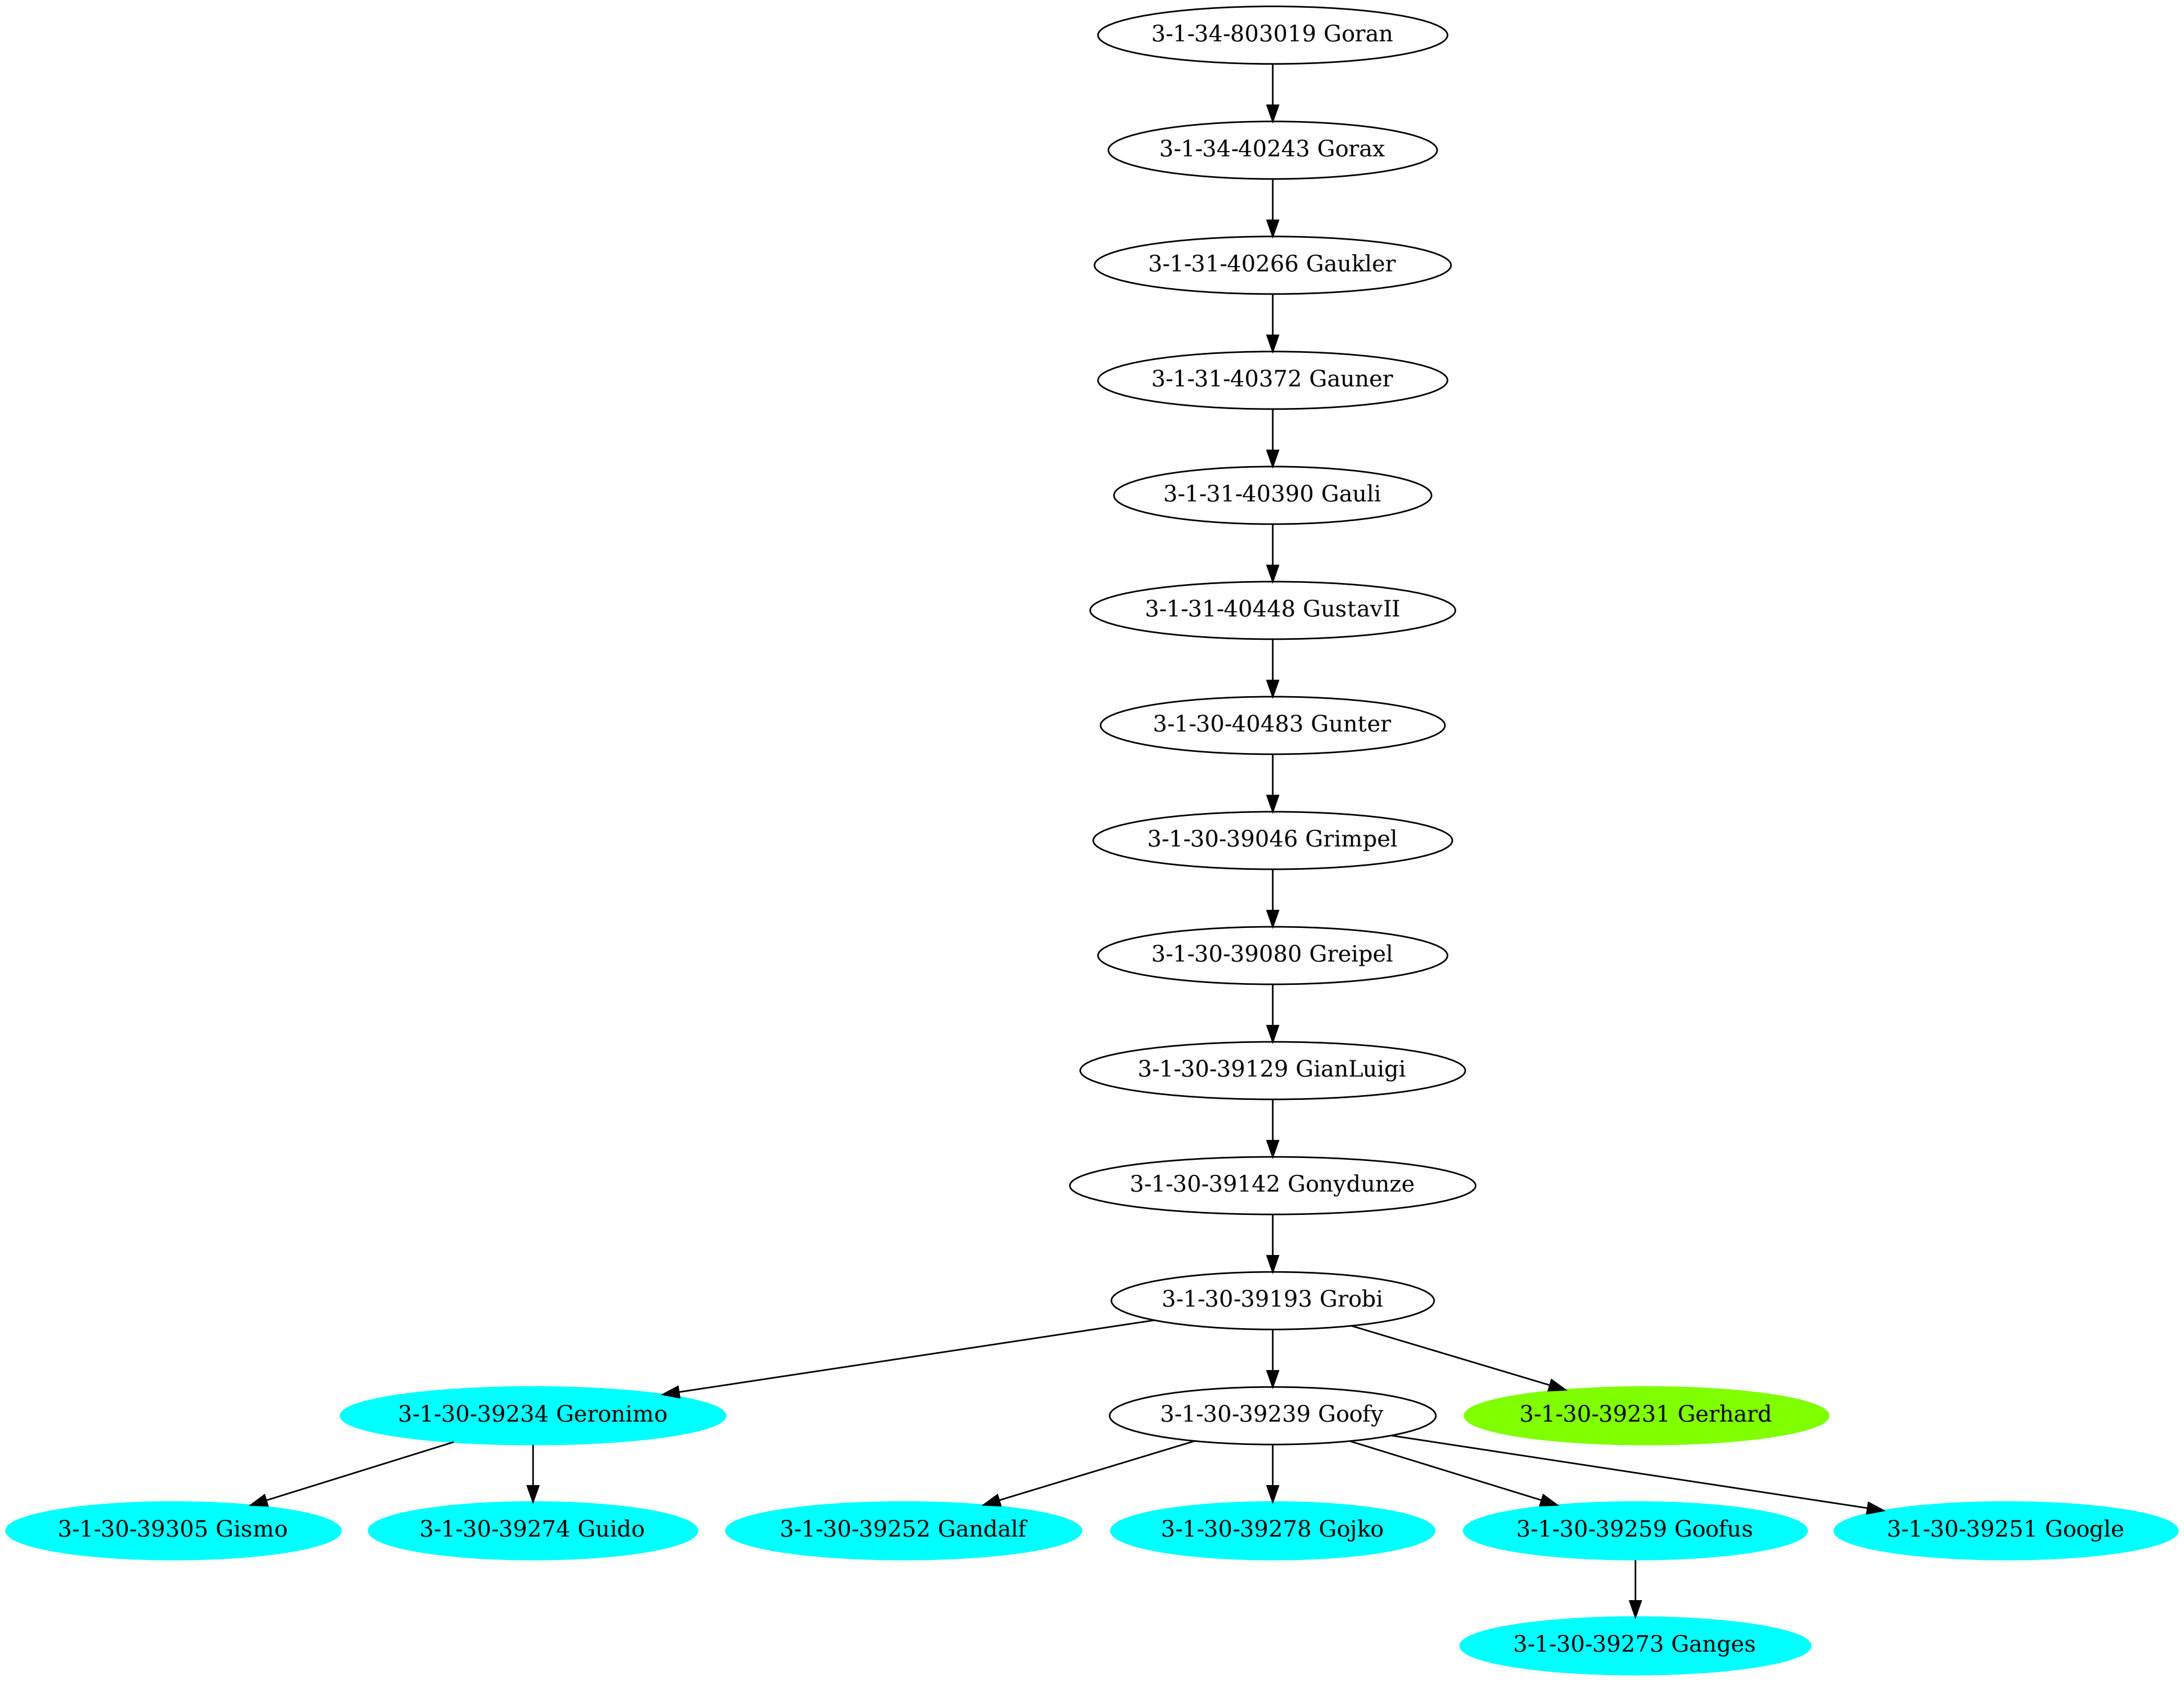 3-1-34-803019 Goran
3-1-34-40243 Gorax
3-1-31-40266 Gaukler
3-1-31-40372 Gauner
3-1-31-40390 Gauli
3-1-31-40448 GustavII
3-1-30-40483 Gunter
3-1-30-39046 Grimpel
3-1-30-39080 Greipel
3-1-30-39129 GianLuigi
3-1-30-39142 Gonydunze
3-1-30-39193 Grobi
3-1-30-39234 Geronimo
3-1-30-39239 Goofy
3-1-30-39231 Gerhard
3-1-30-39305 Gismo
3-1-30-39274 Guido
3-1-30-39252 Gandalf
3-1-30-39278 Gojko
3-1-30-39259 Goofus
3-1-30-39251 Google
3-1-30-39273 Ganges